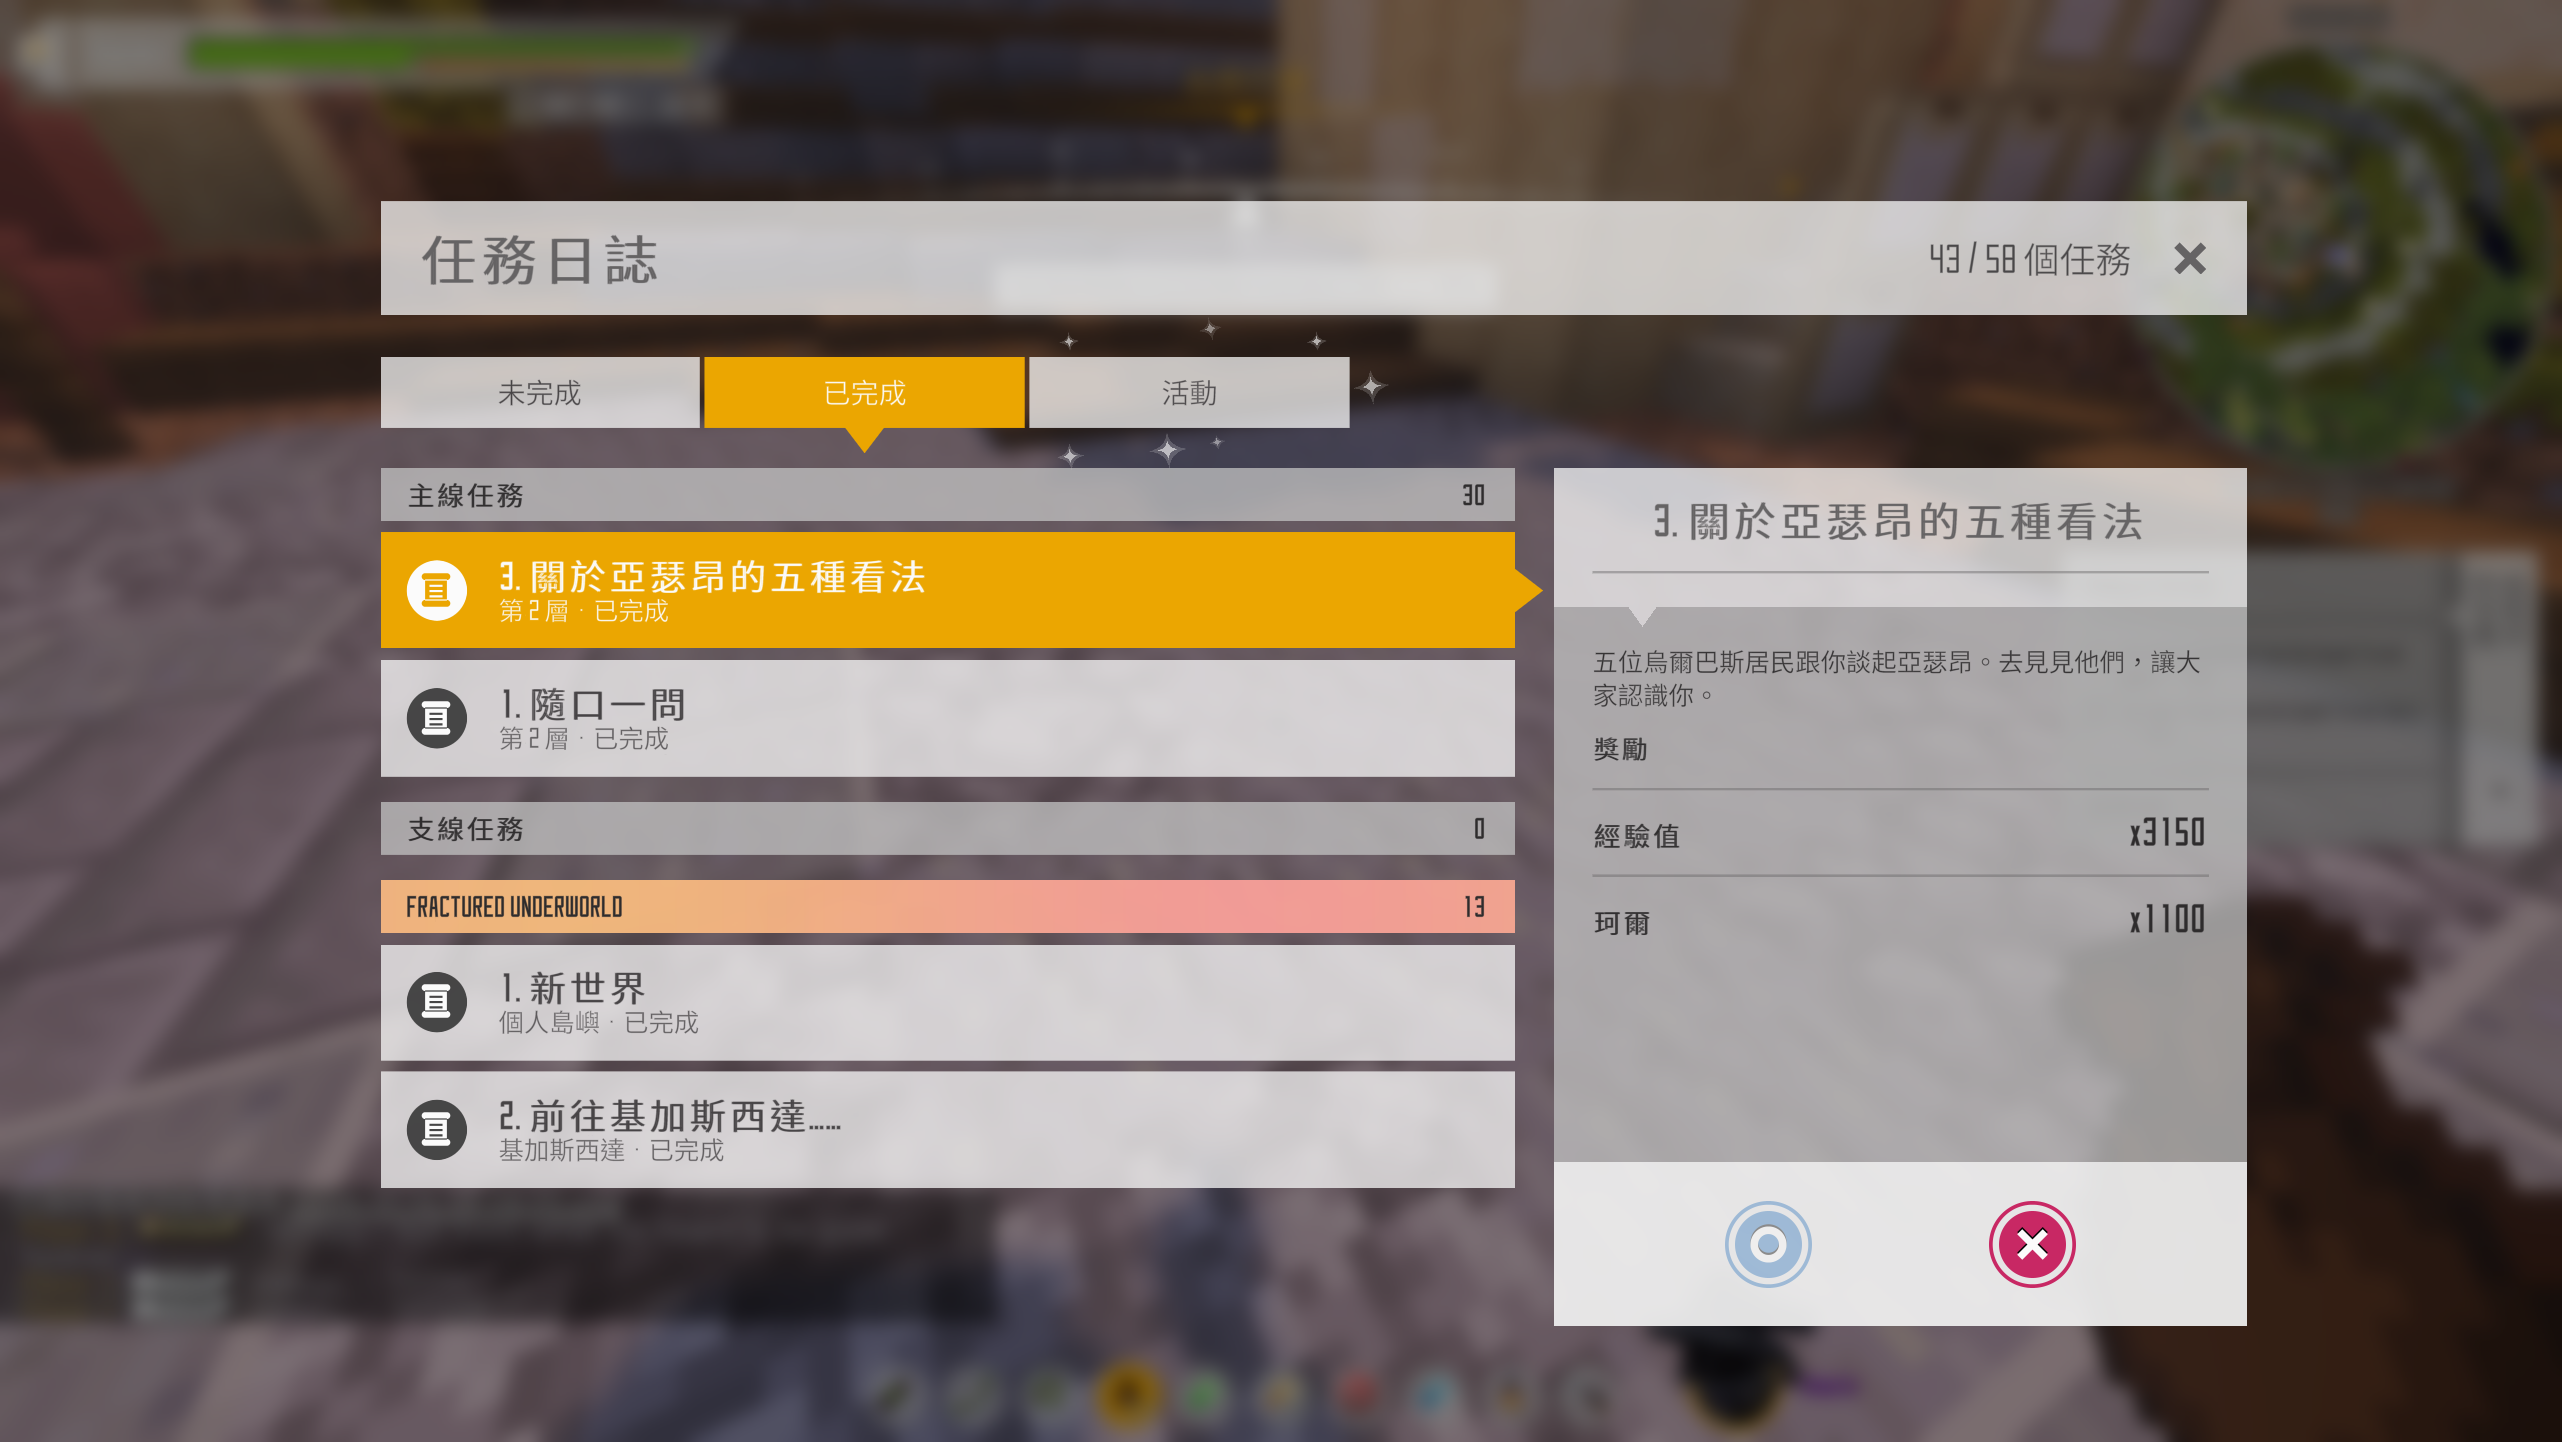 任務日誌
43 / 58 個任務
未完成
已完成
活動
主線任務
30
3. 關於亞瑟昂的五種看法
第 2 層 · 已完成
1. 隨口一問
第 2 層 · 已完成
支線任務
0
FRACTURED UNDERWORLD
13
1. 新世界
個人島嶼 · 已完成
2. 前往基加斯西達……
基加斯西達 · 已完成
3. 關於亞瑟昂的五種看法
五位烏爾巴斯居民跟你談起亞瑟昂。去見見他們，讓大
家認識你。
獎勵
經驗值
x3150
珂爾
x1100